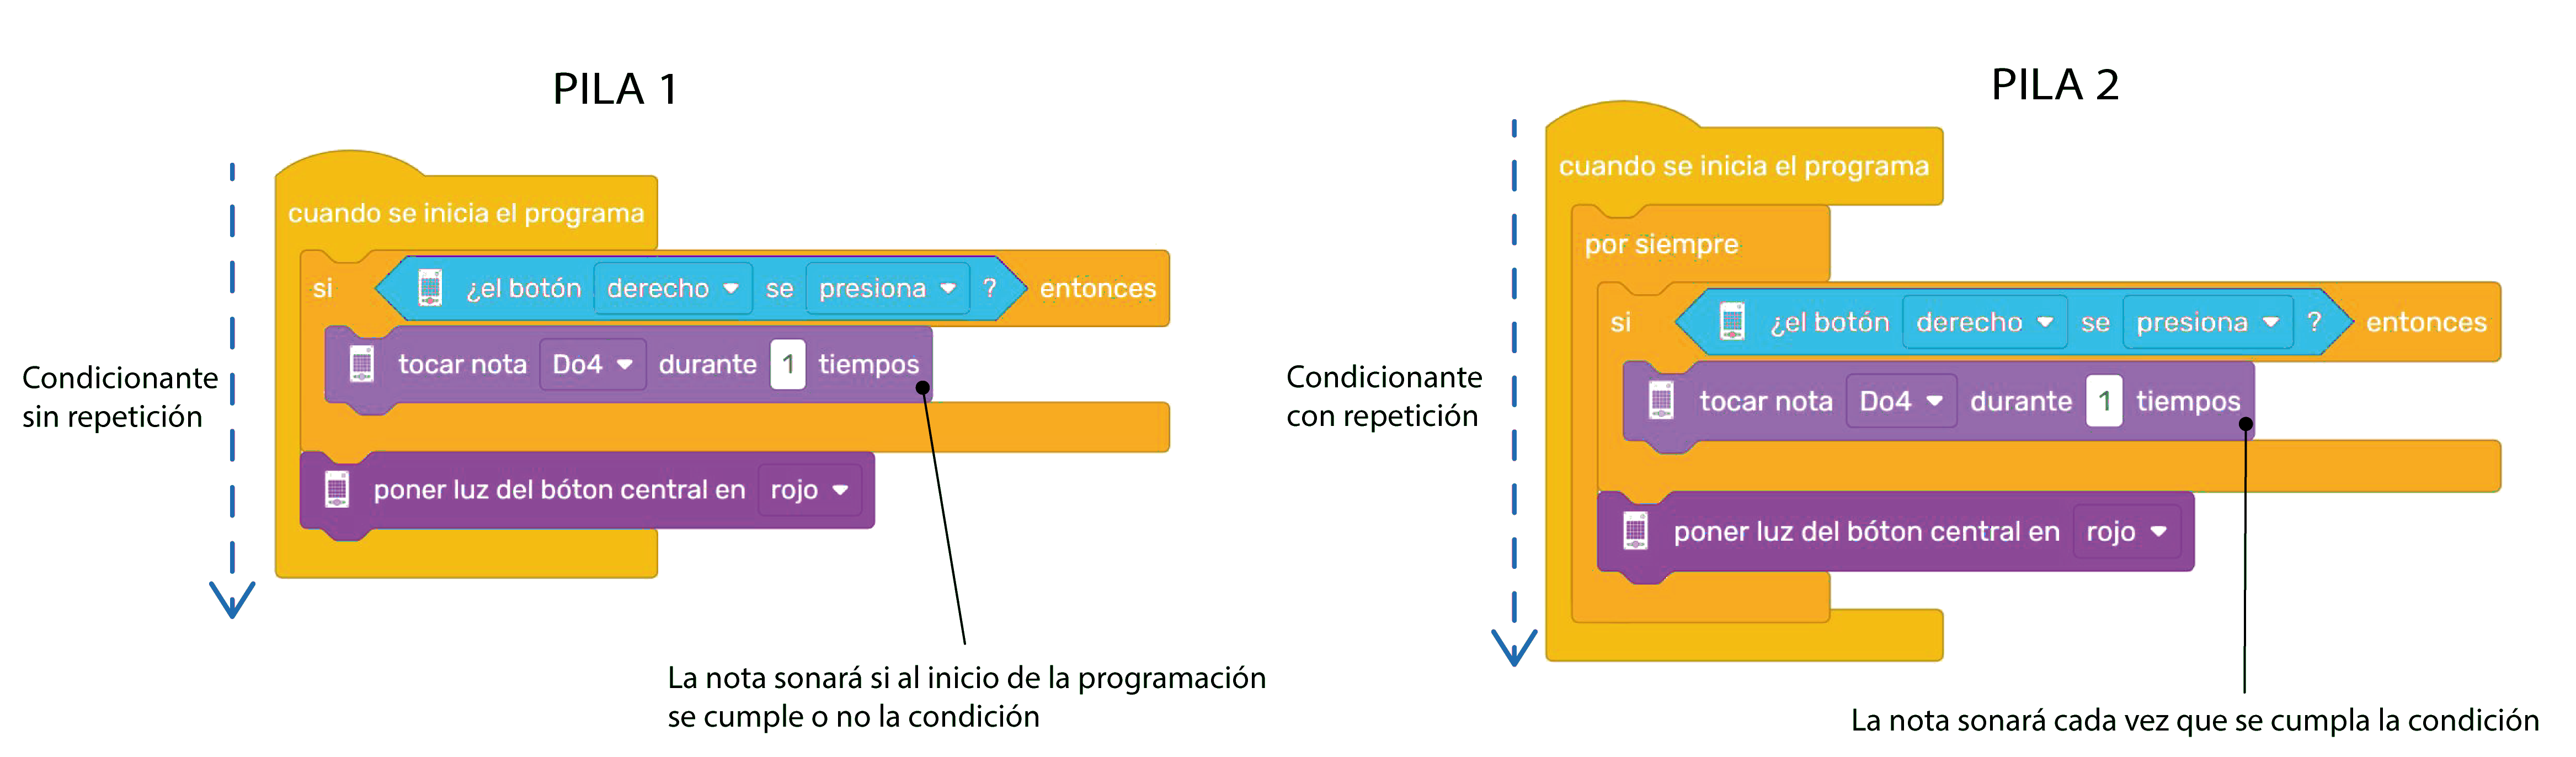 PILA 1
cuando se inicia el programa
si ¿el botón derecho se presiona ? entonces
tocar nota Do4 durante 1 tiempos
poner luz del bóton central en rojo
Condicionante
sin repetición
La nota sonará si al inicio de la programación
se cumple o no la condición
PILA 2
cuando se inicia el programa
por siempre
si ¿el botón derecho se presiona ? entonces
tocar nota Do4 durante 1 tiempos
poner luz del bóton central en rojo
Condicionante
con repetición
La nota sonará cada vez que se cumpla la condición